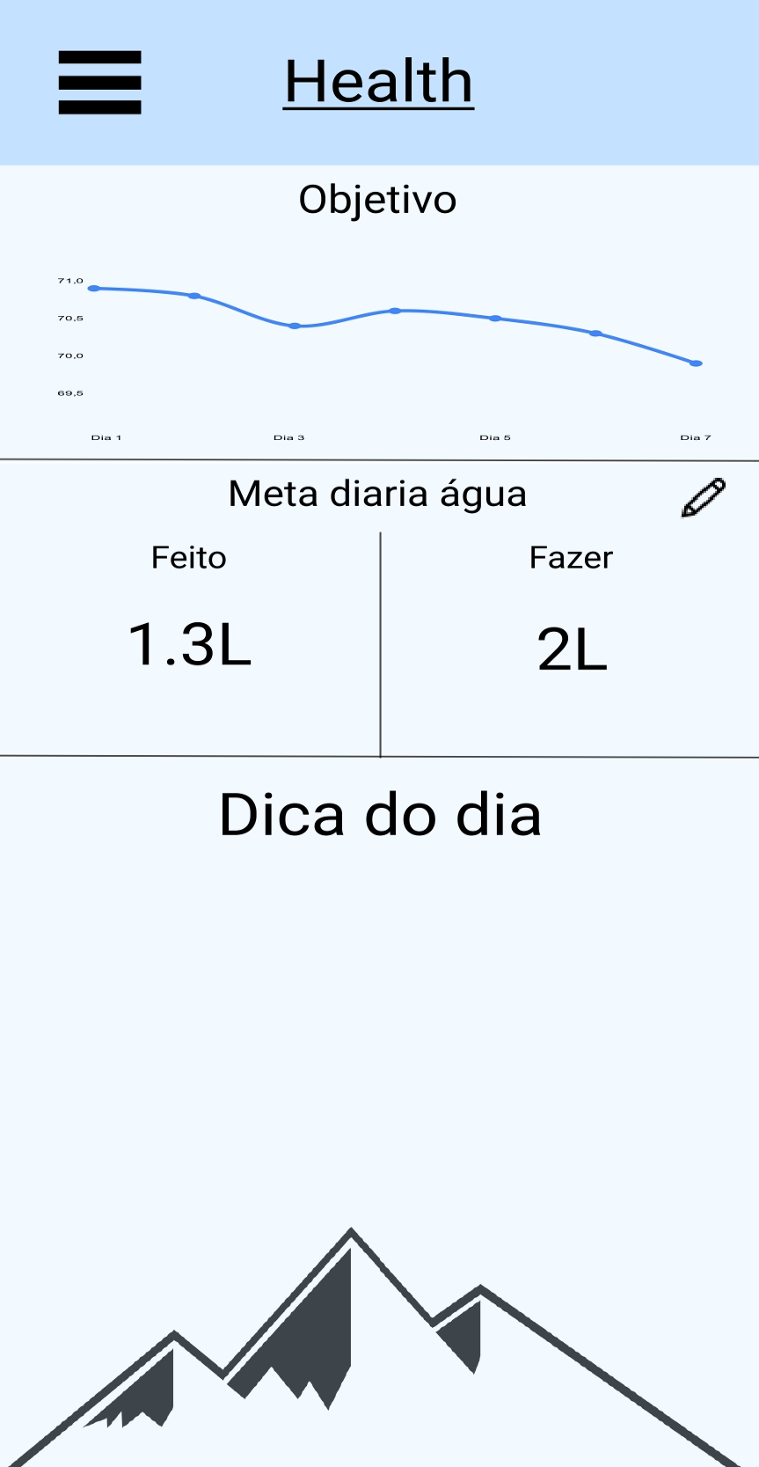 Health
Objetivo
71,0
70,5
70,0
69,5
Dia 1 Dia 3 Dia 5 Dia 7
Meta diaria água
Feito Fazer
1.3L 2L
Dica do dia